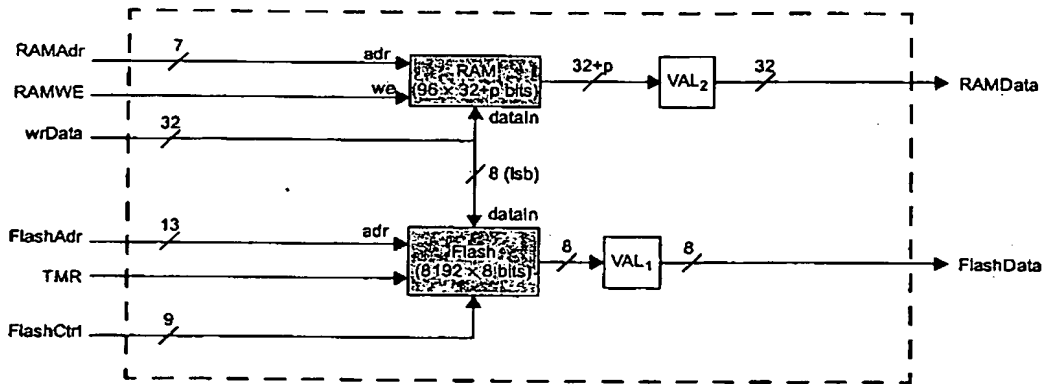 RAMAdr
7
adr
RAM
(96 × 32+p bits)
32+p
VAL2
32
RAMData
RAMWE
we
wrData
32
dataIn
8 (lsb)
dataIn
FlashAdr
13
adr
Flash
(8192 × 8 bits)
8
VAL1
8
FlashData
TMR
FlashCtrl
9